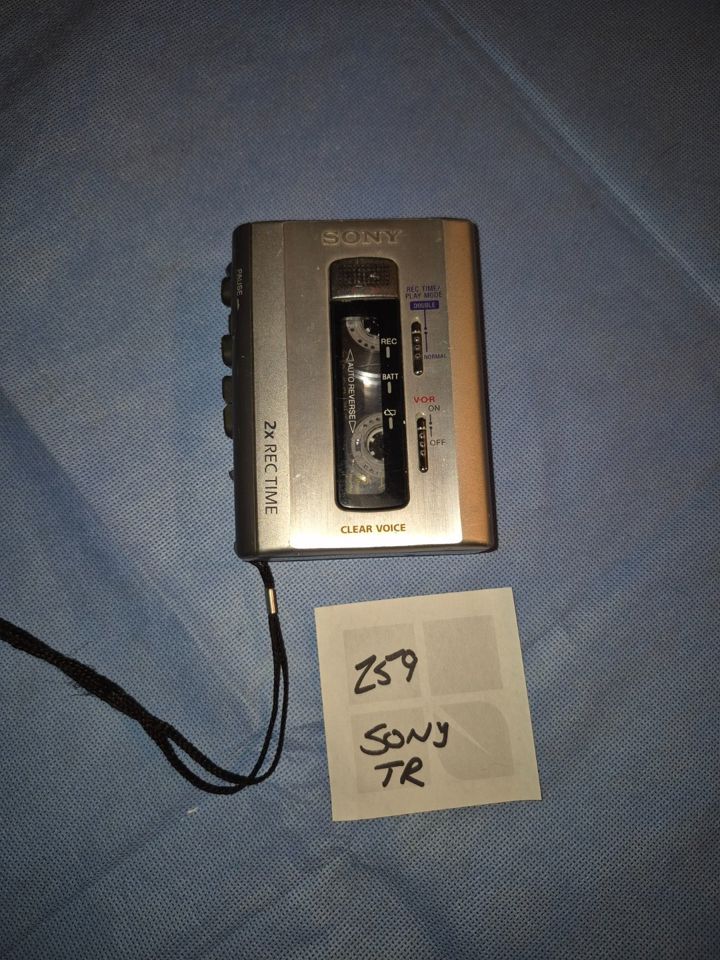 SONY
PAUSE
REC TIME/
PLAY MODE
DOUBLE
NORMAL
REC
BATT
◁ AUTO REVERSE ▷
VOR
ON
OFF
2x REC TIME
CLEAR VOICE
259
SONY
TR